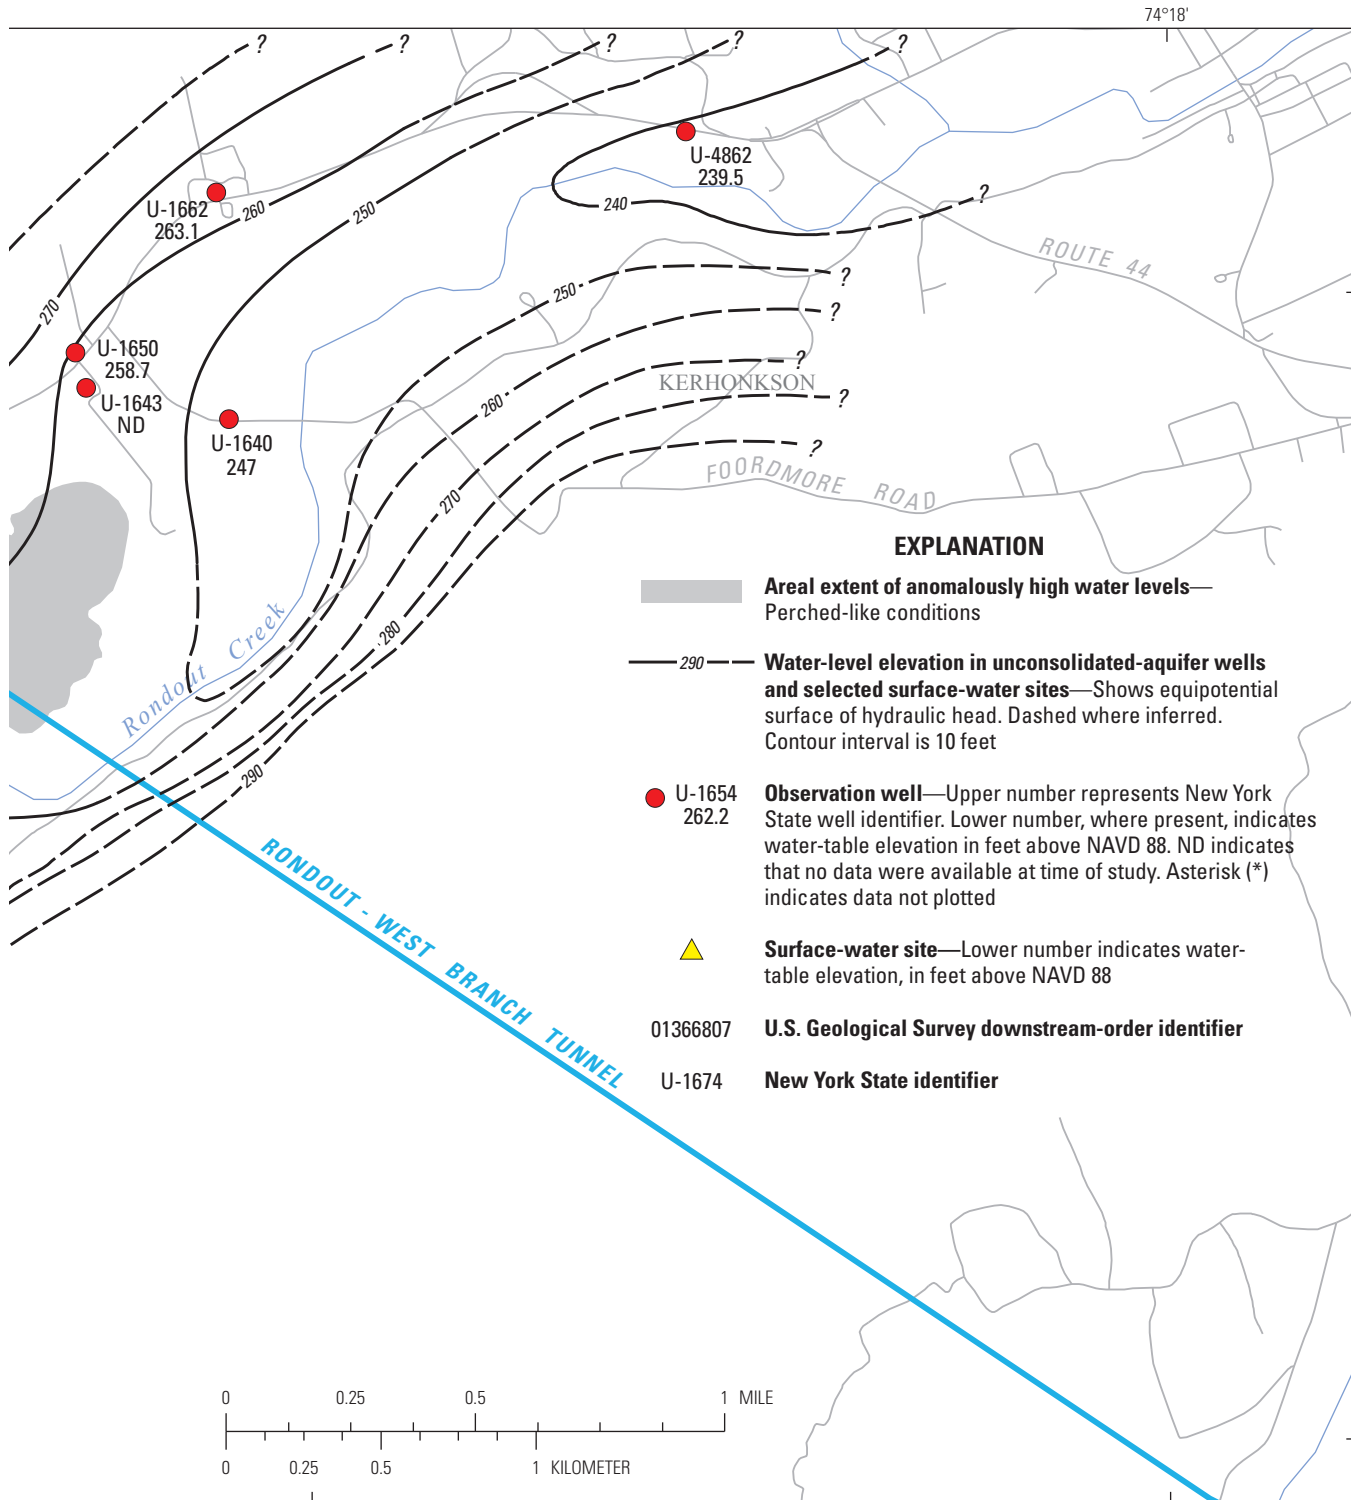 74°18'
?
?
?
?
?
U-4862
239.5
U-1662
263.1
260
250
240
?
ROUTE 44
270
250
?
?
U-1650
258.7
U-1643
ND
260
?
KERHONKSON
?
U-1640
247
?
270
FOORDMORE ROAD
280
Rondout Creek
290
EXPLANATION
Areal extent of anomalously high water levels—
Perched-like conditions
290
Water-level elevation in unconsolidated-aquifer wells
and selected surface-water sites—Shows equipotential
surface of hydraulic head. Dashed where inferred.
Contour interval is 10 feet
U-1654
262.2
Observation well—Upper number represents New York
State well identifier. Lower number, where present, indicates
water-table elevation in feet above NAVD 88. ND indicates
that no data were available at time of study. Asterisk (*)
indicates data not plotted
Surface-water site—Lower number indicates water-
table elevation, in feet above NAVD 88
01366807 U.S. Geological Survey downstream-order identifier
U-1674 New York State identifier
RONDOUT - WEST BRANCH TUNNEL
0 0.25 0.5 1 MILE
0 0.25 0.5 1 KILOMETER